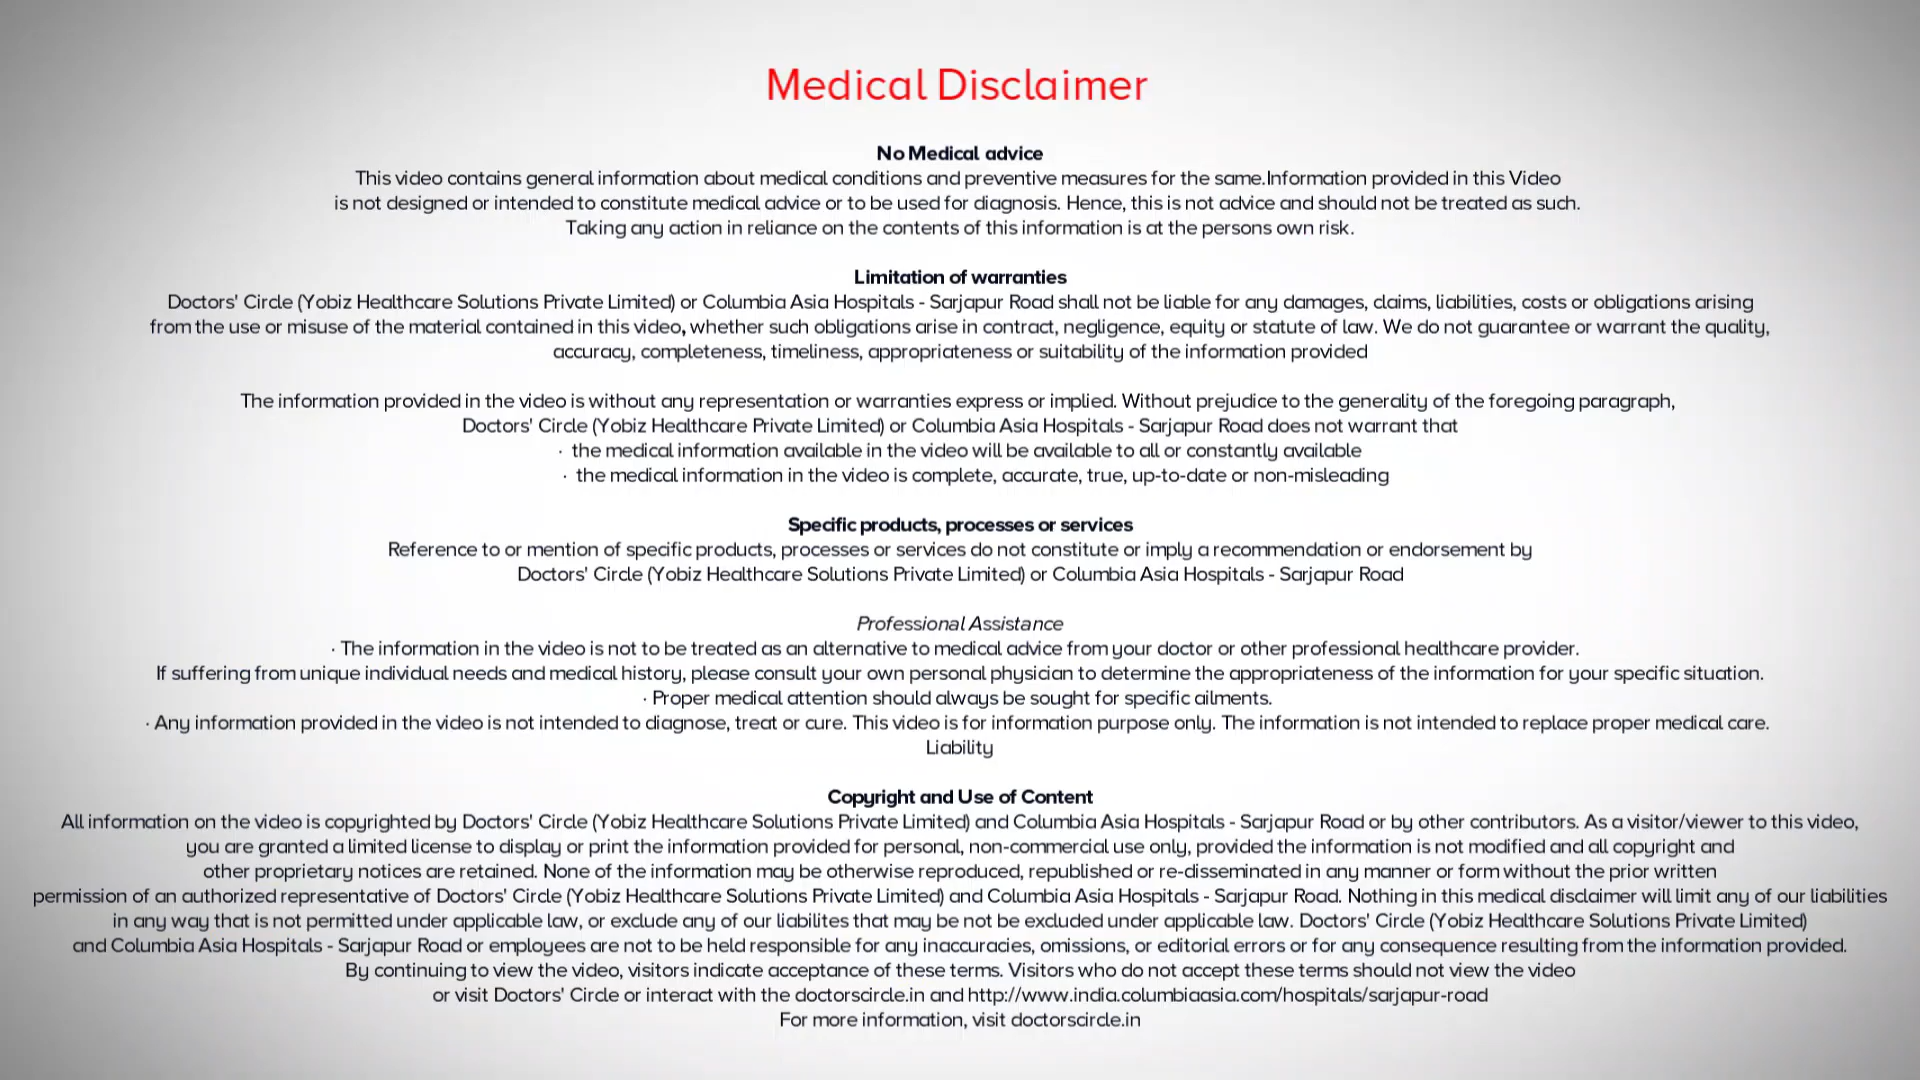 Medical Disclaimer
No Medical advice
This video contains general information about medical conditions and preventive measures for the same.Information provided in this Video
is not designed or intended to constitute medical advice or to be used for diagnosis. Hence, this is not advice and should not be treated as such.
Taking any action in reliance on the contents of this information is at the persons own risk.
Limitation of warranties
Doctors' Circle (Yobiz Healthcare Solutions Private Limited) or Columbia Asia Hospitals - Sarjapur Road shall not be liable for any damages, claims, liabilities, costs or obligations arising
from the use or misuse of the material contained in this video, whether such obligations arise in contract, negligence, equity or statute of law. We do not guarantee or warrant the quality,
accuracy, completeness, timeliness, appropriateness or suitability of the information provided
The information provided in the video is without any representation or warranties express or implied. Without prejudice to the generality of the foregoing paragraph,
Doctors' Circle (Yobiz Healthcare Private Limited) or Columbia Asia Hospitals - Sarjapur Road does not warrant that
· the medical information available in the video will be available to all or constantly available
· the medical information in the video is complete, accurate, true, up-to-date or non-misleading
Specific products, processes or services
Reference to or mention of specific products, processes or services do not constitute or imply a recommendation or endorsement by
Doctors' Circle (Yobiz Healthcare Solutions Private Limited) or Columbia Asia Hospitals - Sarjapur Road
Professional Assistance
· The information in the video is not to be treated as an alternative to medical advice from your doctor or other professional healthcare provider.
If suffering from unique individual needs and medical history, please consult your own personal physician to determine the appropriateness of the information for your specific situation.
· Proper medical attention should always be sought for specific ailments.
· Any information provided in the video is not intended to diagnose, treat or cure. This video is for information purpose only. The information is not intended to replace proper medical care.
Liability
Copyright and Use of Content
All information on the video is copyrighted by Doctors' Circle (Yobiz Healthcare Solutions Private Limited) and Columbia Asia Hospitals - Sarjapur Road or by other contributors. As a visitor/viewer to this video,
you are granted a limited license to display or print the information provided for personal, non-commercial use only, provided the information is not modified and all copyright and
other proprietary notices are retained. None of the information may be otherwise reproduced, republished or re-disseminated in any manner or form without the prior written
permission of an authorized representative of Doctors' Circle (Yobiz Healthcare Solutions Private Limited) and Columbia Asia Hospitals - Sarjapur Road. Nothing in this medical disclaimer will limit any of our liabilities
in any way that is not permitted under applicable law, or exclude any of our liabilites that may be not be excluded under applicable law. Doctors' Circle (Yobiz Healthcare Solutions Private Limited)
and Columbia Asia Hospitals - Sarjapur Road or employees are not to be held responsible for any inaccuracies, omissions, or editorial errors or for any consequence resulting from the information provided.
By continuing to view the video, visitors indicate acceptance of these terms. Visitors who do not accept these terms should not view the video
or visit Doctors' Circle or interact with the doctorscircle.in and http://www.india.columbiaasia.com/hospitals/sarjapur-road
For more information, visit doctorscircle.in